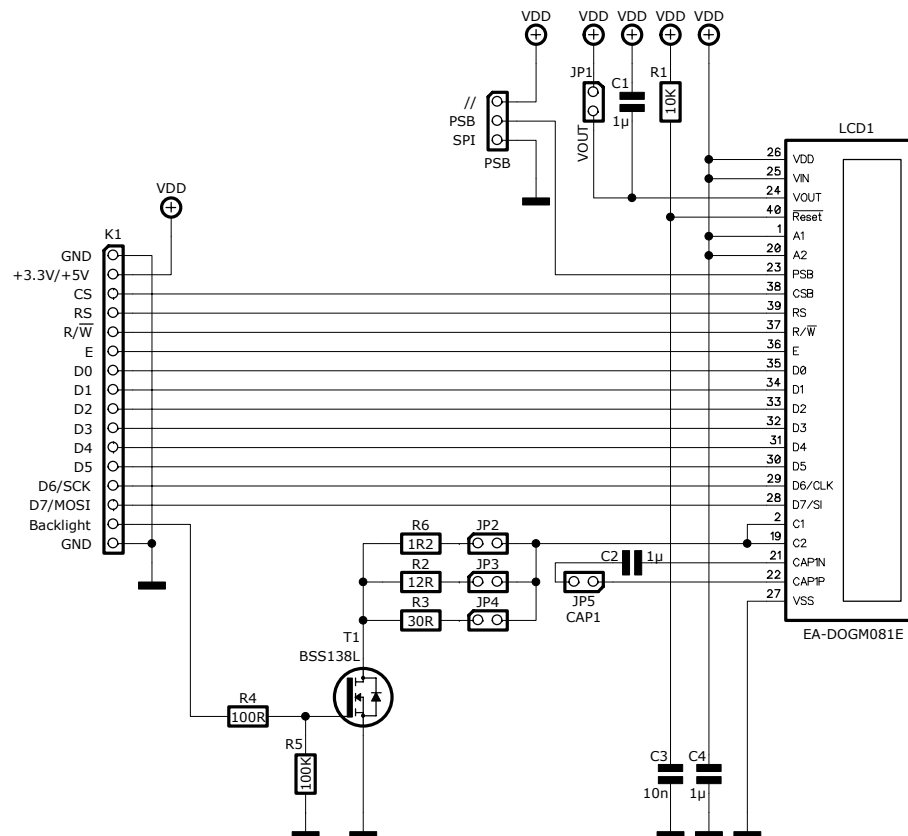 VDD
VDD VDD VDD VDD
JP1
C1
1µ
R1
10K
VOUT
//
PSB
SPI
PSB
LCD1
VDD
K1
GND
+3.3V/+5V
CS
RS
R/W
E
D0
D1
D2
D3
D4
D5
D6/SCK
D7/MOSI
Backlight
GND
26 VDD
25 VIN
24 VOUT
40 Reset
1 A1
20 A2
23 PSB
38 CSB
39 RS
37 R/W
36 E
35 D0
34 D1
33 D2
32 D3
31 D4
30 D5
29 D6/CLK
28 D7/SI
2 C1
19 C2
21 CAP1N
22 CAP1P
27 VSS
EA-DOGM081E
R6
1R2
JP2
R2
12R
JP3
R3
30R
JP4
C2
1µ
JP5
CAP1
T1
BSS138L
R4
100R
R5
100K
C3
10n
C4
1µ